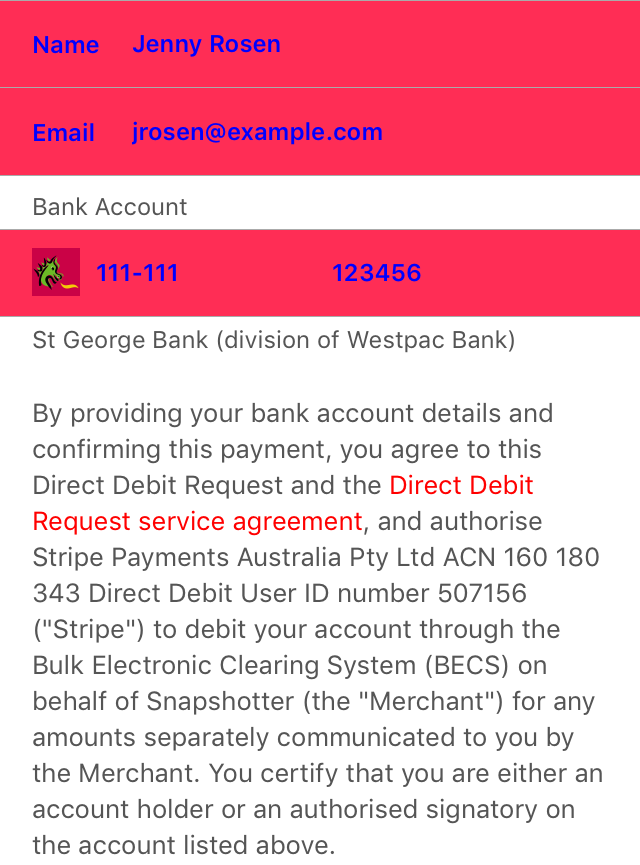 Name Jenny Rosen
Email jrosen@example.com
Bank Account
111-111 123456
St George Bank (division of Westpac Bank)
By providing your bank account details and
confirming this payment, you agree to this
Direct Debit Request and the Direct Debit
Request service agreement, and authorise
Stripe Payments Australia Pty Ltd ACN 160 180
343 Direct Debit User ID number 507156
("Stripe") to debit your account through the
Bulk Electronic Clearing System (BECS) on
behalf of Snapshotter (the "Merchant") for any
amounts separately communicated to you by
the Merchant. You certify that you are either an
account holder or an authorised signatory on
the account listed above.